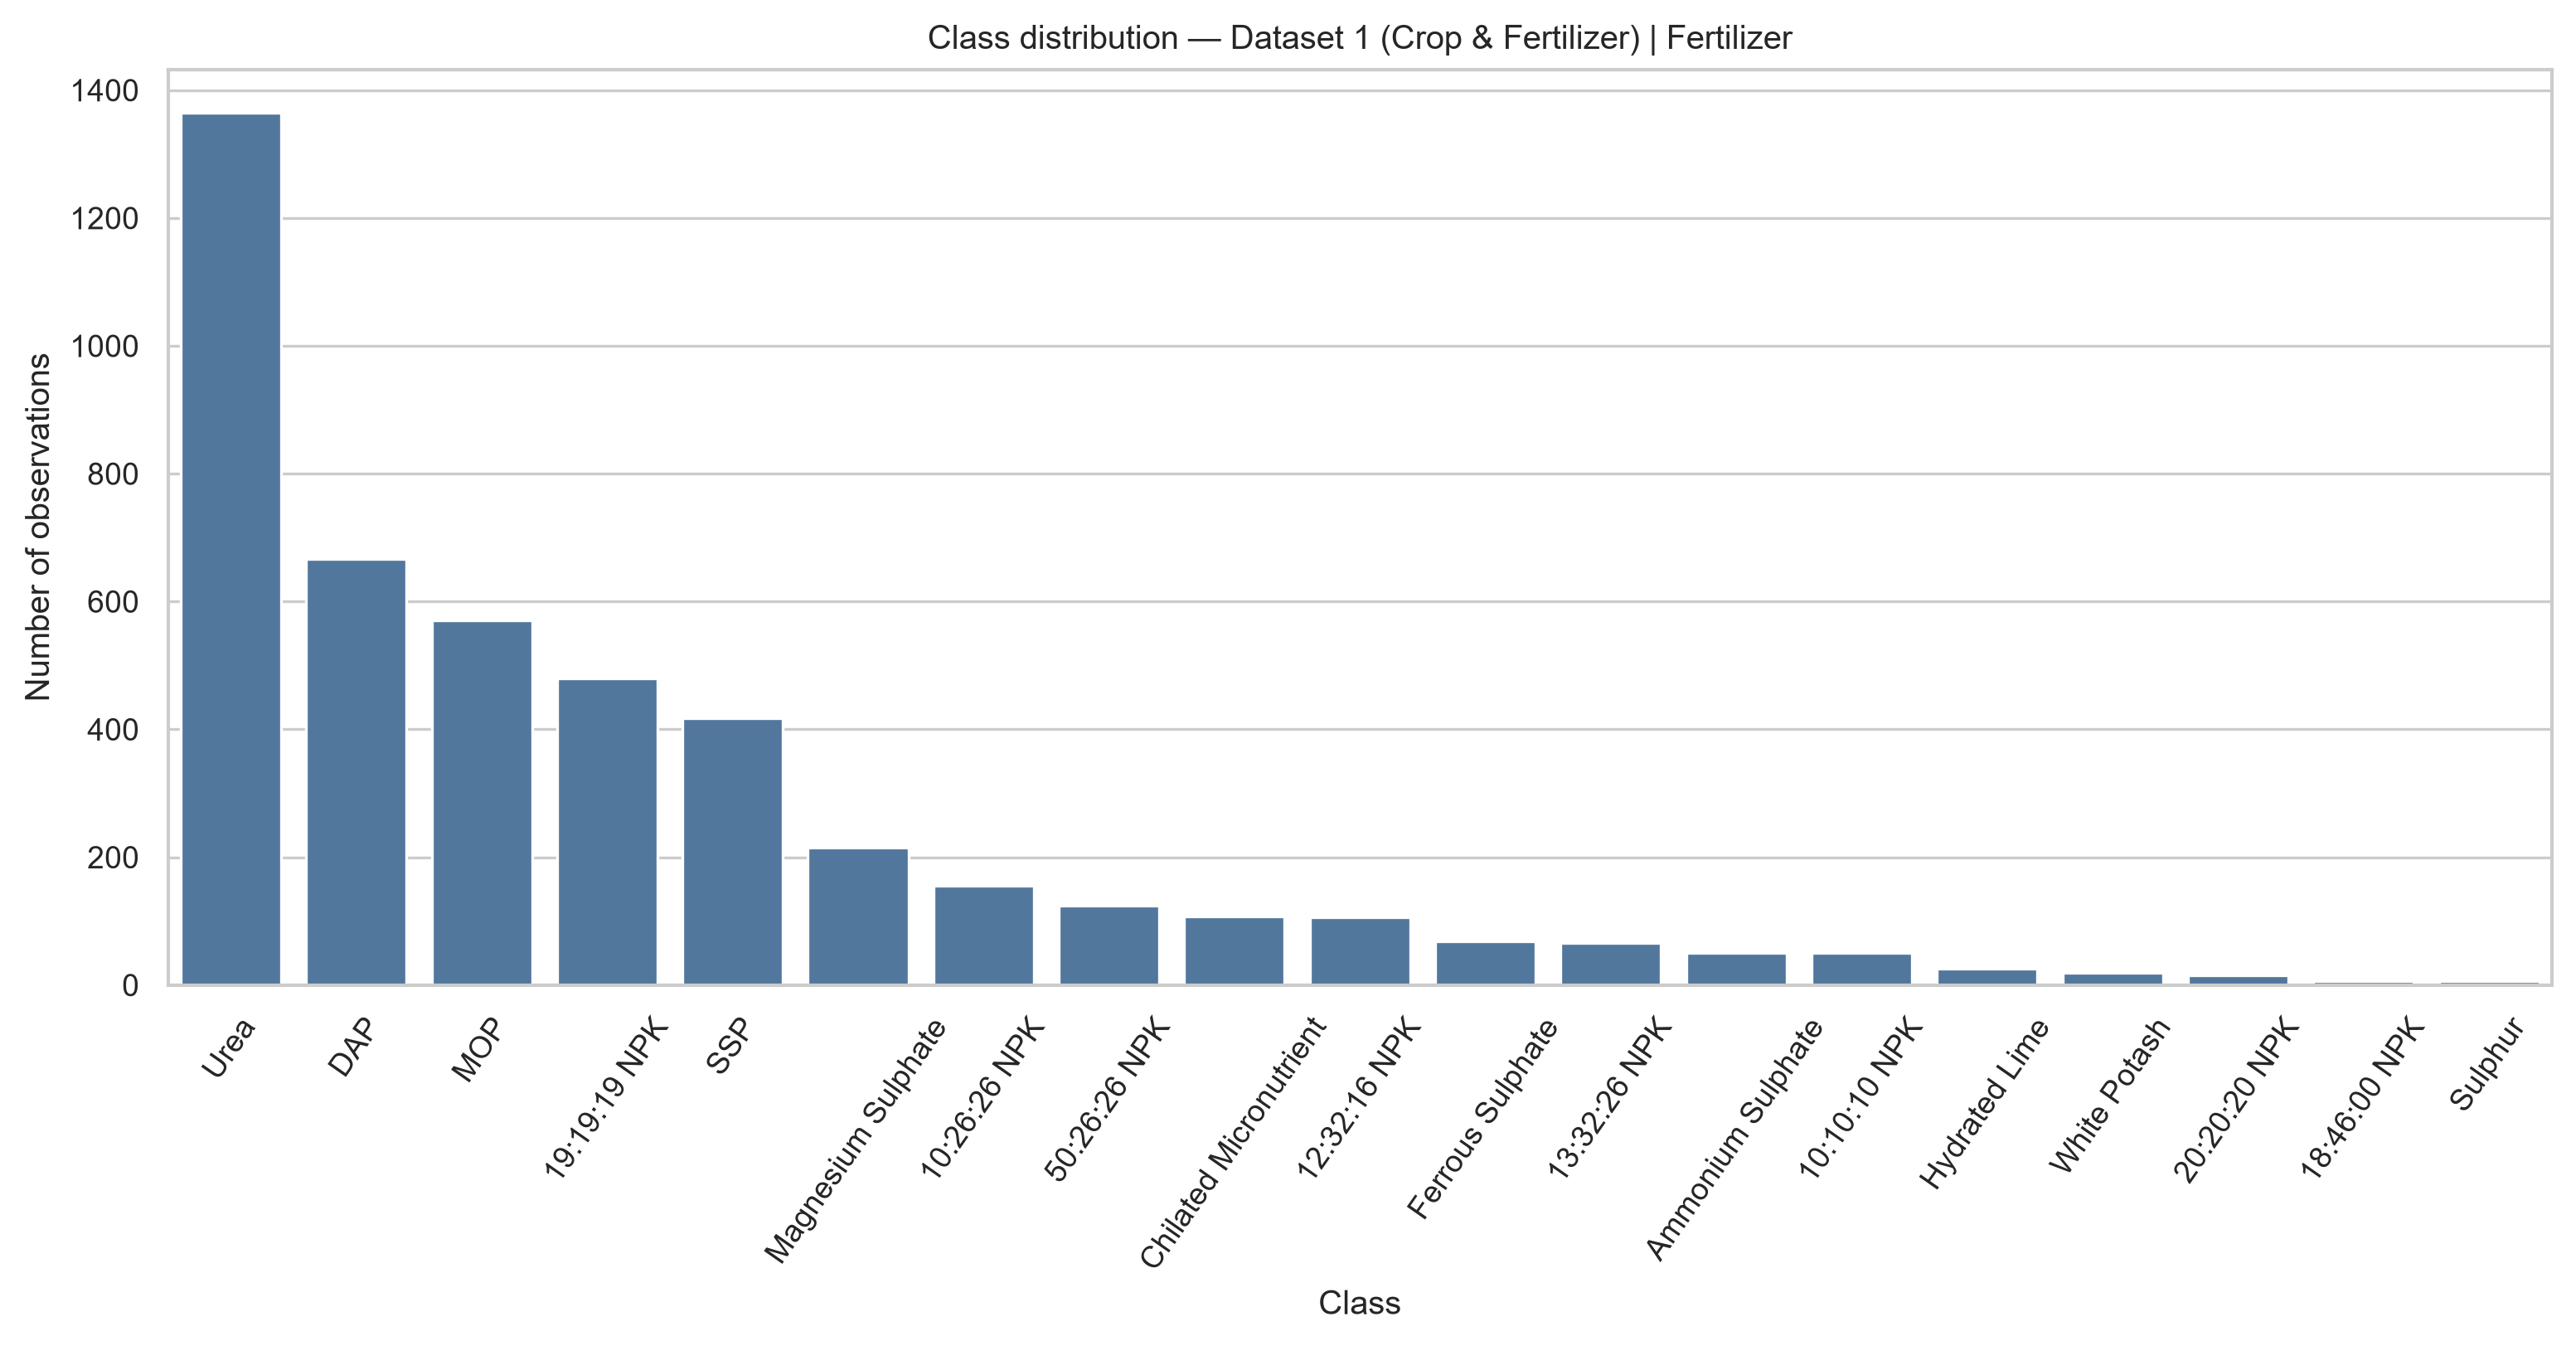 Class distribution — Dataset 1 (Crop & Fertilizer) | Fertilizer
Number of observations
1400
1200
1000
800
600
400
200
0
Urea
DAP
MOP
19:19:19 NPK
SSP
Magnesium Sulphate
10:26:26 NPK
50:26:26 NPK
Chilated Micronutrient
12:32:16 NPK
Ferrous Sulphate
13:32:26 NPK
Ammonium Sulphate
10:10:10 NPK
Hydrated Lime
White Potash
20:20:20 NPK
18:46:00 NPK
Sulphur
Class